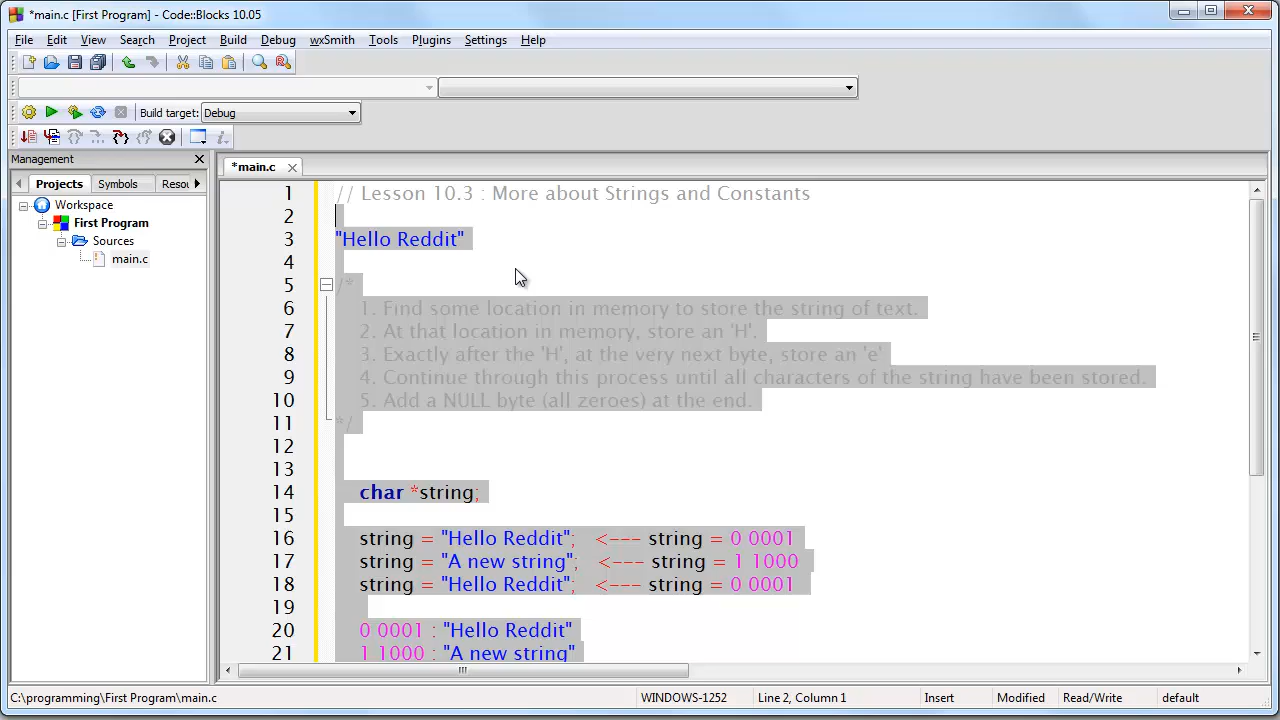 *main.c [First Program] - Code::Blocks 10.05
File Edit View Search Project Build Debug wxSmith Tools Plugins Settings Help
Build target: Debug
Management
Projects Symbols Resou
Workspace
First Program
Sources
main.c
*main.c
1 // Lesson 10.3 : More about Strings and Constants
2
3 "Hello Reddit"
4
5 /*
6 1. Find some location in memory to store the string of text.
7 2. At that location in memory, store an 'H'.
8 3. Exactly after the 'H', at the very next byte, store an 'e'
9 4. Continue through this process until all characters of the string have been stored.
10 5. Add a NULL byte (all zeroes) at the end.
11 */
12
13
14 char *string;
15
16 string = "Hello Reddit"; <--- string = 0 0001
17 string = "A new string"; <--- string = 1 1000
18 string = "Hello Reddit"; <--- string = 0 0001
19
20 0 0001 : "Hello Reddit"
21 1 1000 : "A new string"
C:\programming\First Program\main.c WINDOWS-1252 Line 2, Column 1 Insert Modified Read/Write default